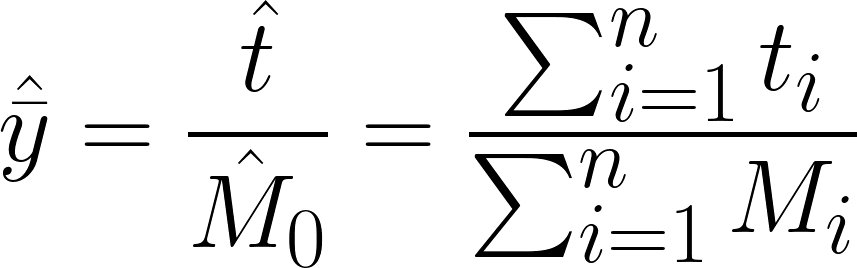 $\hat{\bar{y}} = \frac{\hat{t}}{\hat{M}_0} = \frac{\sum_{i=1}^{n} t_i}{\sum_{i=1}^{n} M_i}$